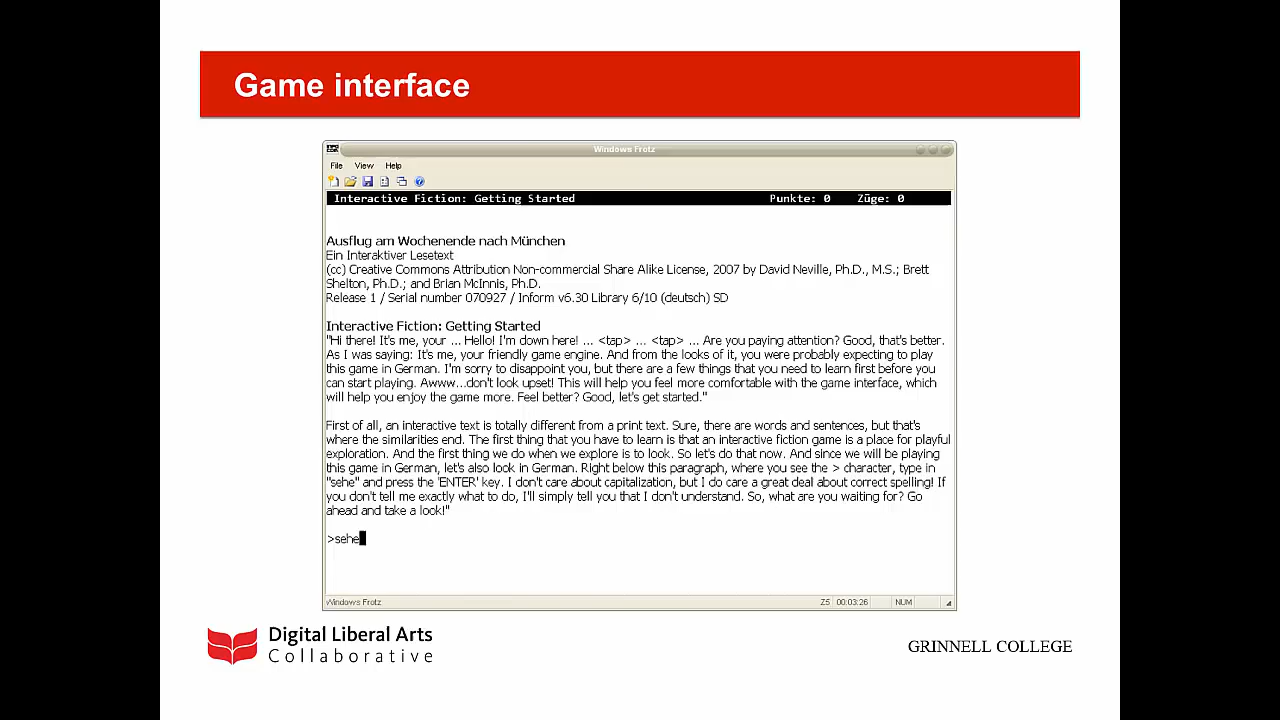 Game interface
Windows Frotz
File View Help
Interactive Fiction: Getting Started Punkte: 0 Züge: 0
Ausflug am Wochenende nach München
Ein Interaktiver Lesetext
(cc) Creative Commons Attribution Non-commercial Share Alike License, 2007 by David Neville, Ph.D., M.S.; Brett
Shelton, Ph.D.; and Brian McInnis, Ph.D.
Release 1 / Serial number 070927 / Inform v6.30 Library 6/10 (deutsch) SD
Interactive Fiction: Getting Started
"Hi there! It's me, your ... Hello! I'm down here! ... <tap> ... <tap> ... Are you paying attention? Good, that's better.
As I was saying: It's me, your friendly game engine. And from the looks of it, you were probably expecting to play
this game in German. I'm sorry to disappoint you, but there are a few things that you need to learn first before you
can start playing. Awww...don't look upset! This will help you feel more comfortable with the game interface, which
will help you enjoy the game more. Feel better? Good, let's get started."
First of all, an interactive text is totally different from a print text. Sure, there are words and sentences, but that's
where the similarities end. The first thing that you have to learn is that an interactive fiction game is a place for playful
exploration. And the first thing we do when we explore is to look. So let's do that now. And since we will be playing
this game in German, let's also look in German. Right below this paragraph, where you see the > character, type in
"sehe" and press the 'ENTER' key. I don't care about capitalization, but I do care a great deal about correct spelling! If
you don't tell me exactly what to do, I'll simply tell you that I don't understand. So, what are you waiting for? Go
ahead and take a look!"
>sehe
Windows Frotz Z5 00:03:26 NUM
Digital Liberal Arts
Collaborative
GRINNELL COLLEGE